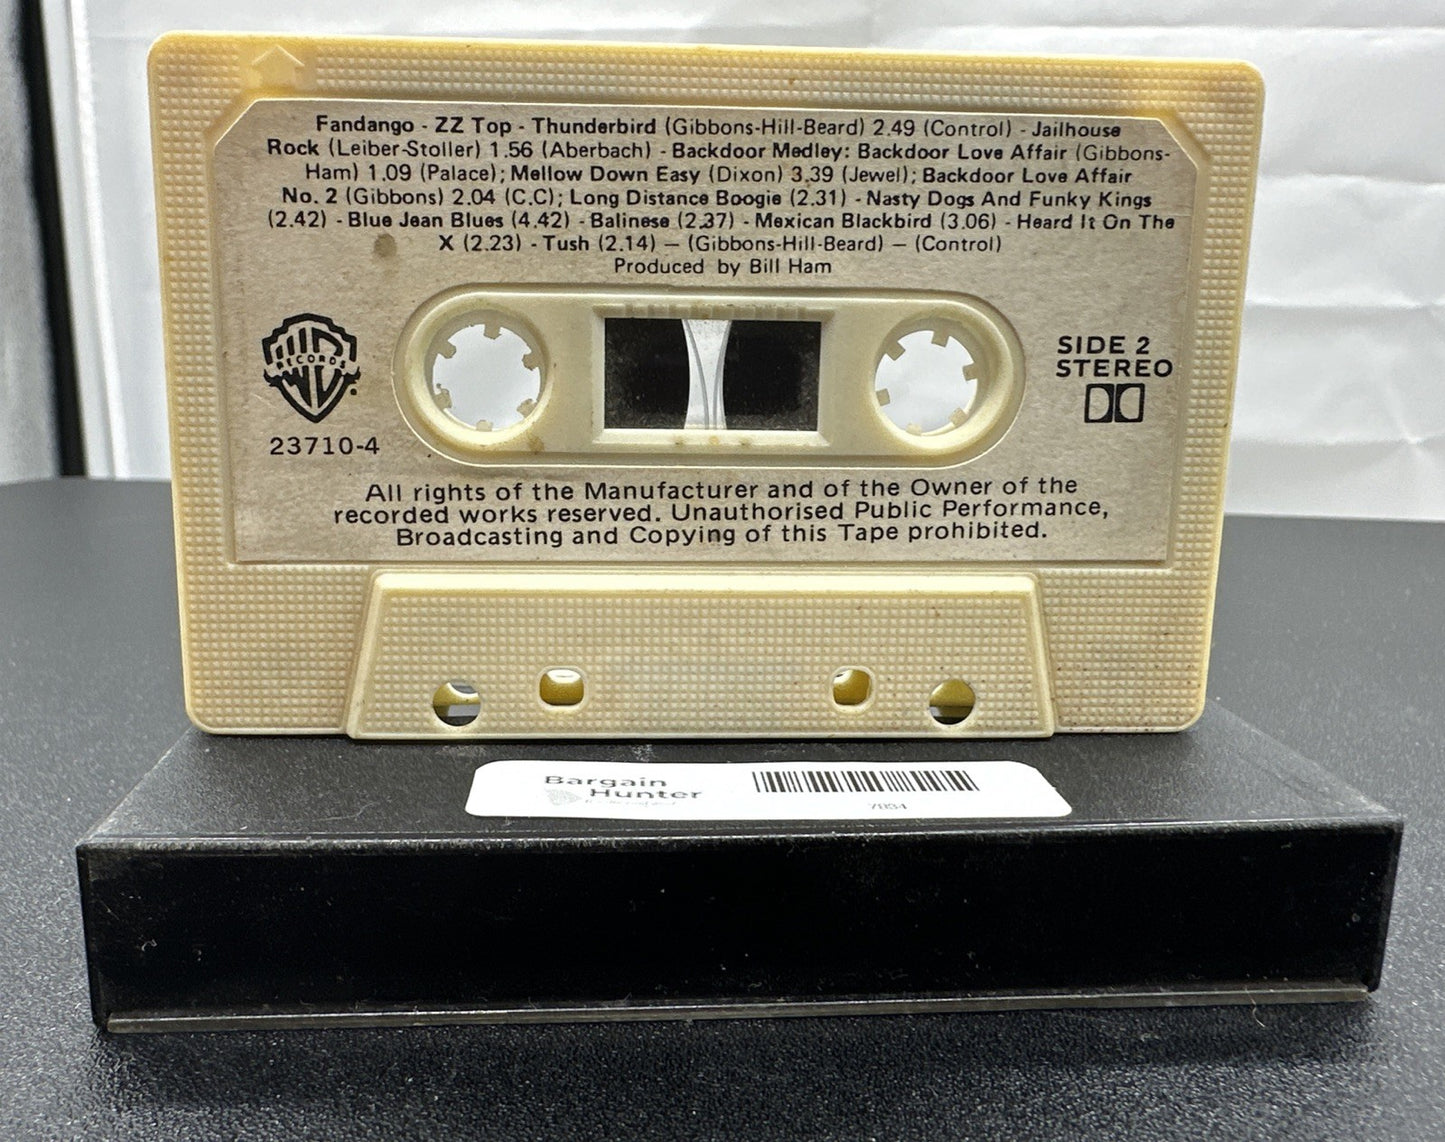 Fandango - ZZ Top - Thunderbird (Gibbons-Hill-Beard) 2.49 (Control) - Jailhouse
Rock (Leiber-Stoller) 1.56 (Aberbach) - Backdoor Medley: Backdoor Love Affair (Gibbons-
Ham) 1.09 (Palace); Mellow Down Easy (Dixon) 3.39 (Jewel); Backdoor Love Affair
No. 2 (Gibbons) 2.04 (C.C); Long Distance Boogie (2.31) - Nasty Dogs And Funky Kings
(2.42) - Blue Jean Blues (4.42) - Balinese (2.37) - Mexican Blackbird (3.06) - Heard It On The
X (2.23) - Tush (2.14) — (Gibbons-Hill-Beard) — (Control)
Produced by Bill Ham
RECORDS
23710-4
SIDE 2
STEREO
All rights of the Manufacturer and of the Owner of the
recorded works reserved. Unauthorised Public Performance,
Broadcasting and Copying of this Tape prohibited.
Bargain
Hunter
7834